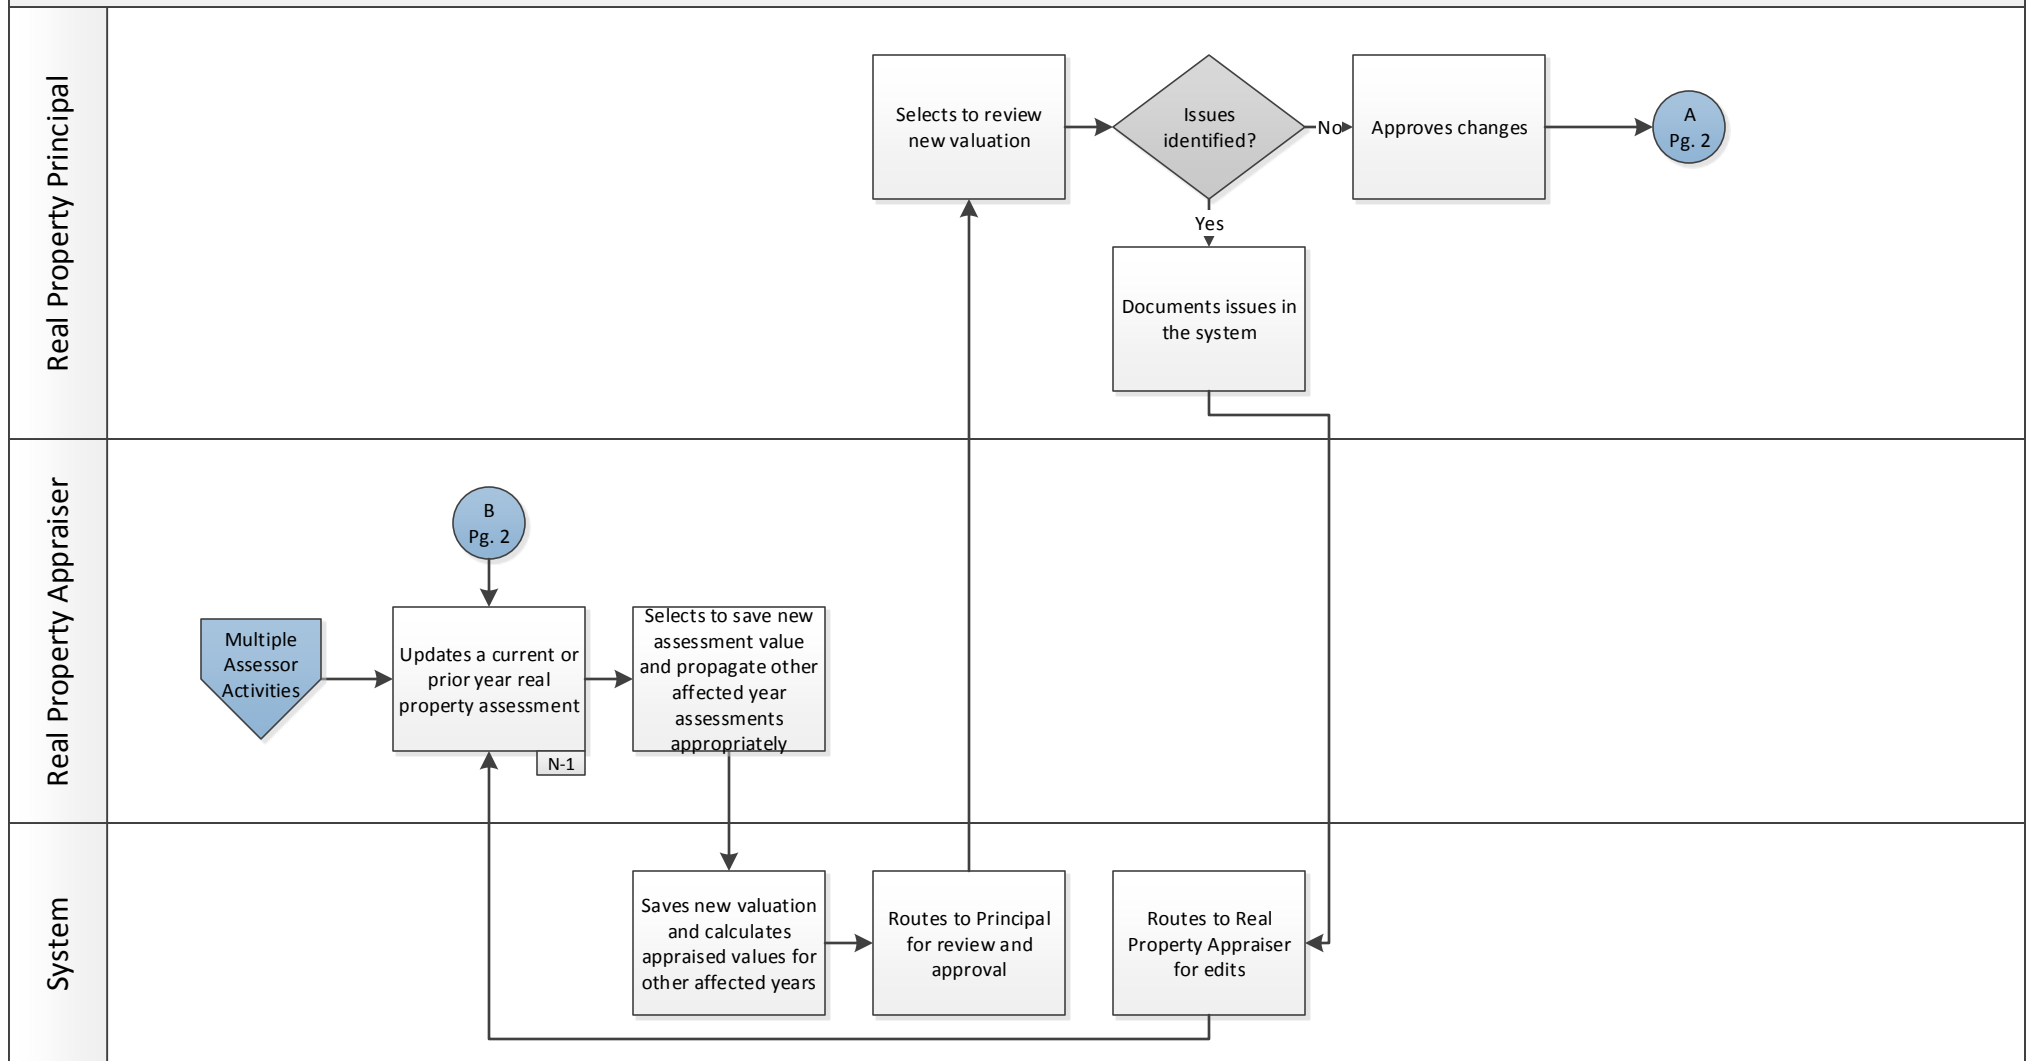 Real Property Principal
Selects to review
new valuation
Issues
identified?
No
Approves changes
A
Pg. 2
Yes
Documents issues in
the system
Real Property Appraiser
B
Pg. 2
Multiple
Assessor
Activities
Updates a current or
prior year real
property assessment
N-1
Selects to save new
assessment value
and propagate other
affected year
assessments
appropriately
System
Saves new valuation
and calculates
appraised values for
other affected years
Routes to Principal
for review and
approval
Routes to Real
Property Appraiser
for edits